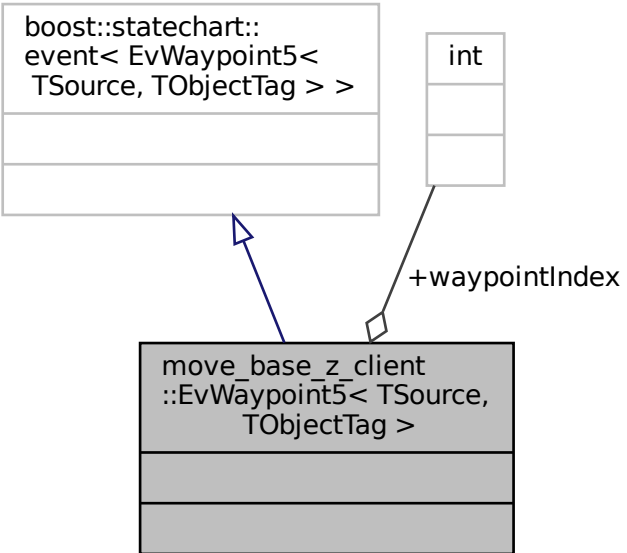 boost::statechart::
event< EvWaypoint5<
TSource, TObjectTag > >
int
+waypointIndex
move_base_z_client
::EvWaypoint5< TSource,
TObjectTag >